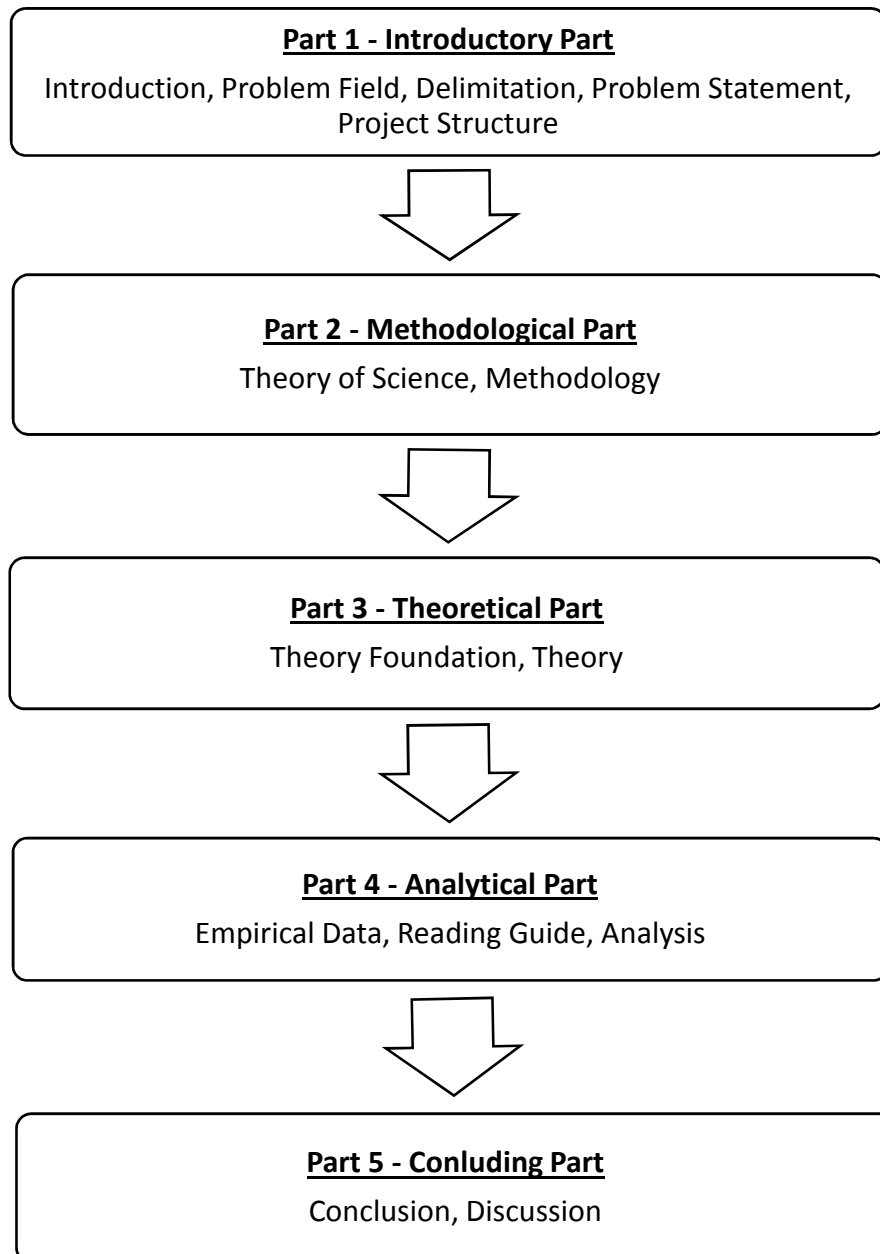 Part 1 - Introductory Part
Introduction, Problem Field, Delimitation, Problem Statement,
Project Structure
Part 2 - Methodological Part
Theory of Science, Methodology
Part 3 - Theoretical Part
Theory Foundation, Theory
Part 4 - Analytical Part
Empirical Data, Reading Guide, Analysis
Part 5 - Conluding Part
Conclusion, Discussion